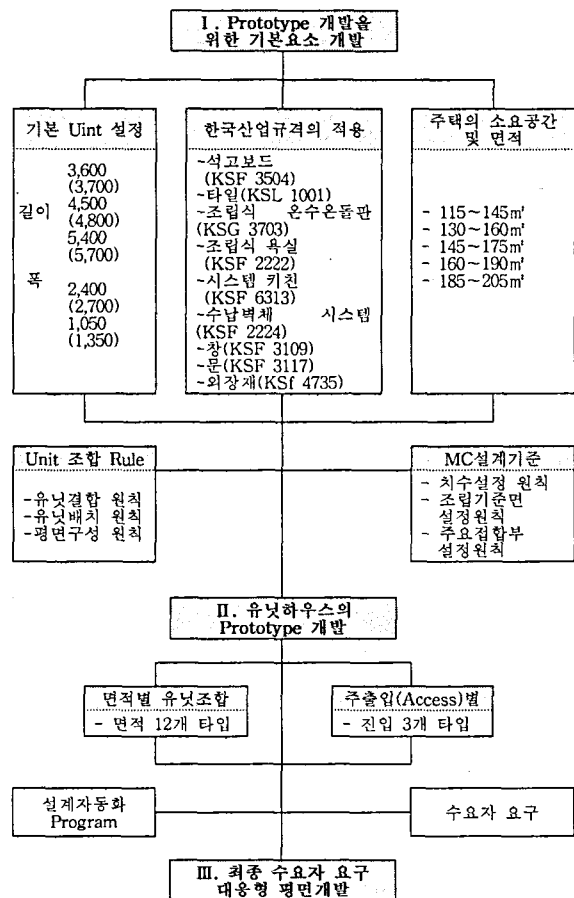 I. Prototype 개발을
위한 기본요소 개발
기본 Uint 설정
3,600
(3,700)
길이 4,500
(4,800)
5,400
(5,700)
폭 2,400
(2,700)
1,050
(1,350)
한국산업규격의 적용
-석고보드
(KSF 3504)
-타일(KSL 1001)
-조립식 온수온돌판
(KSG 3703)
-조립식 욕실
(KSF 2222)
-시스템 키친
(KSF 6313)
-수납벽체 시스템
(KSF 2224)
-창(KSF 3109)
-문(KSF 3117)
-외장재(KSf 4735)
주택의 소요공간
및 면적
- 115~145㎡
- 130~160㎡
- 145~175㎡
- 160~190㎡
- 185~205㎡
Unit 조합 Rule
-유닛결합 원칙
-유닛배치 원칙
-평면구성 원칙
MC설계기준
- 치수설정 원칙
- 조립기준면
설정원칙
- 주요접합부
설정원칙
II. 유닛하우스의
Prototype 개발
면적별 유닛조합
- 면적 12개 타입
주출입(Access)별
- 진입 3개 타입
설계자동화
Program
수요자 요구
III. 최종 수요자 요구
대응형 평면개발